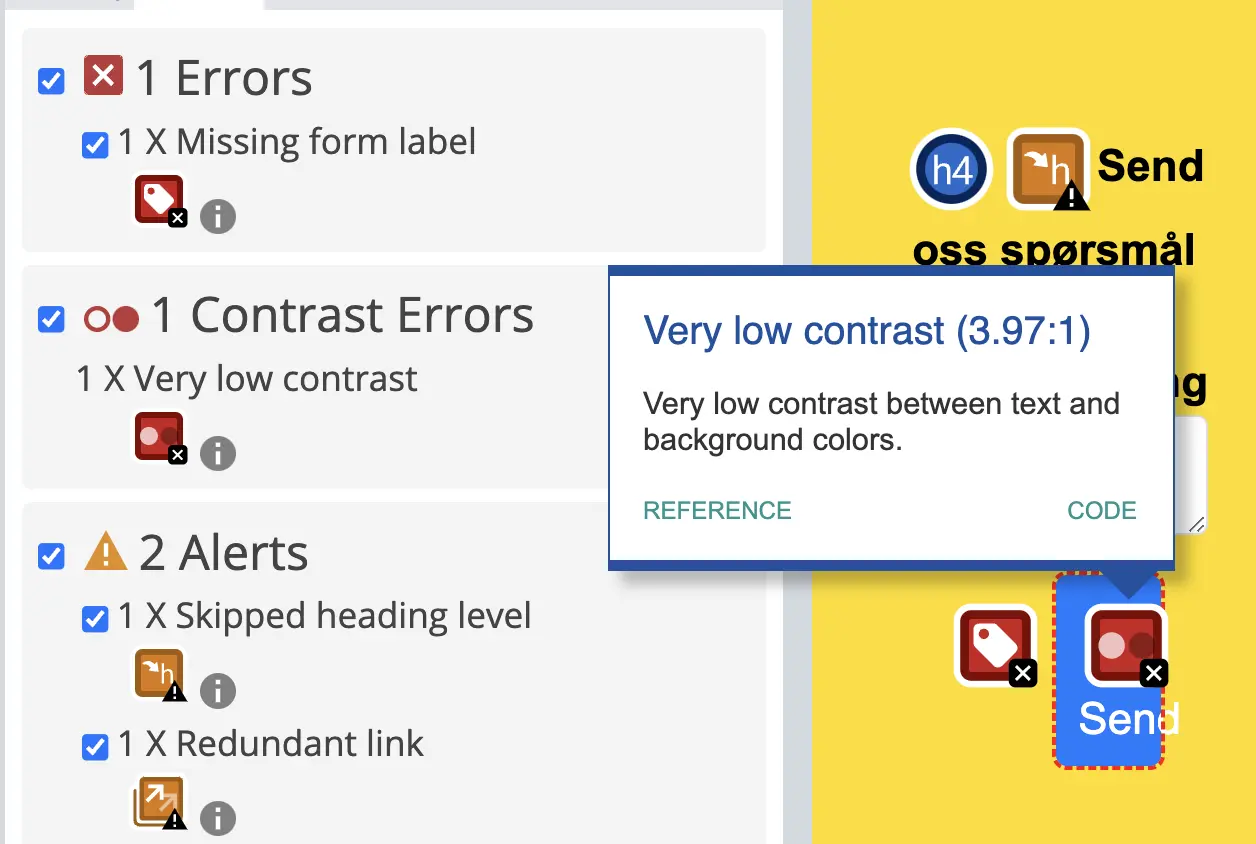 1 Errors
1 X Missing form label
1 Contrast Errors
1 X Very low contrast
2 Alerts
1 X Skipped heading level
h
1 X Redundant link
h4 h Send
oss spørsmål
Very low contrast (3.97:1)
Very low contrast between text and
background colors.
REFERENCE CODE
Send